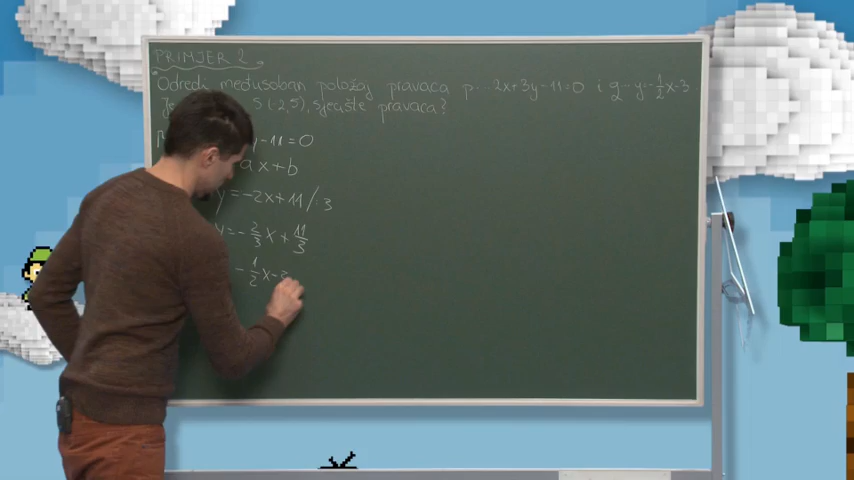 PRIMJER 2.
Odredi međusoban položaj pravaca p... 2x+3y-11=0 i g... y=-1/2x-3.
Je S(-2,5), sjecište pravaca?
y-11=0
ax+b
y=-2x+11/:3
y=-2/3x+11/3
-1/2x-3